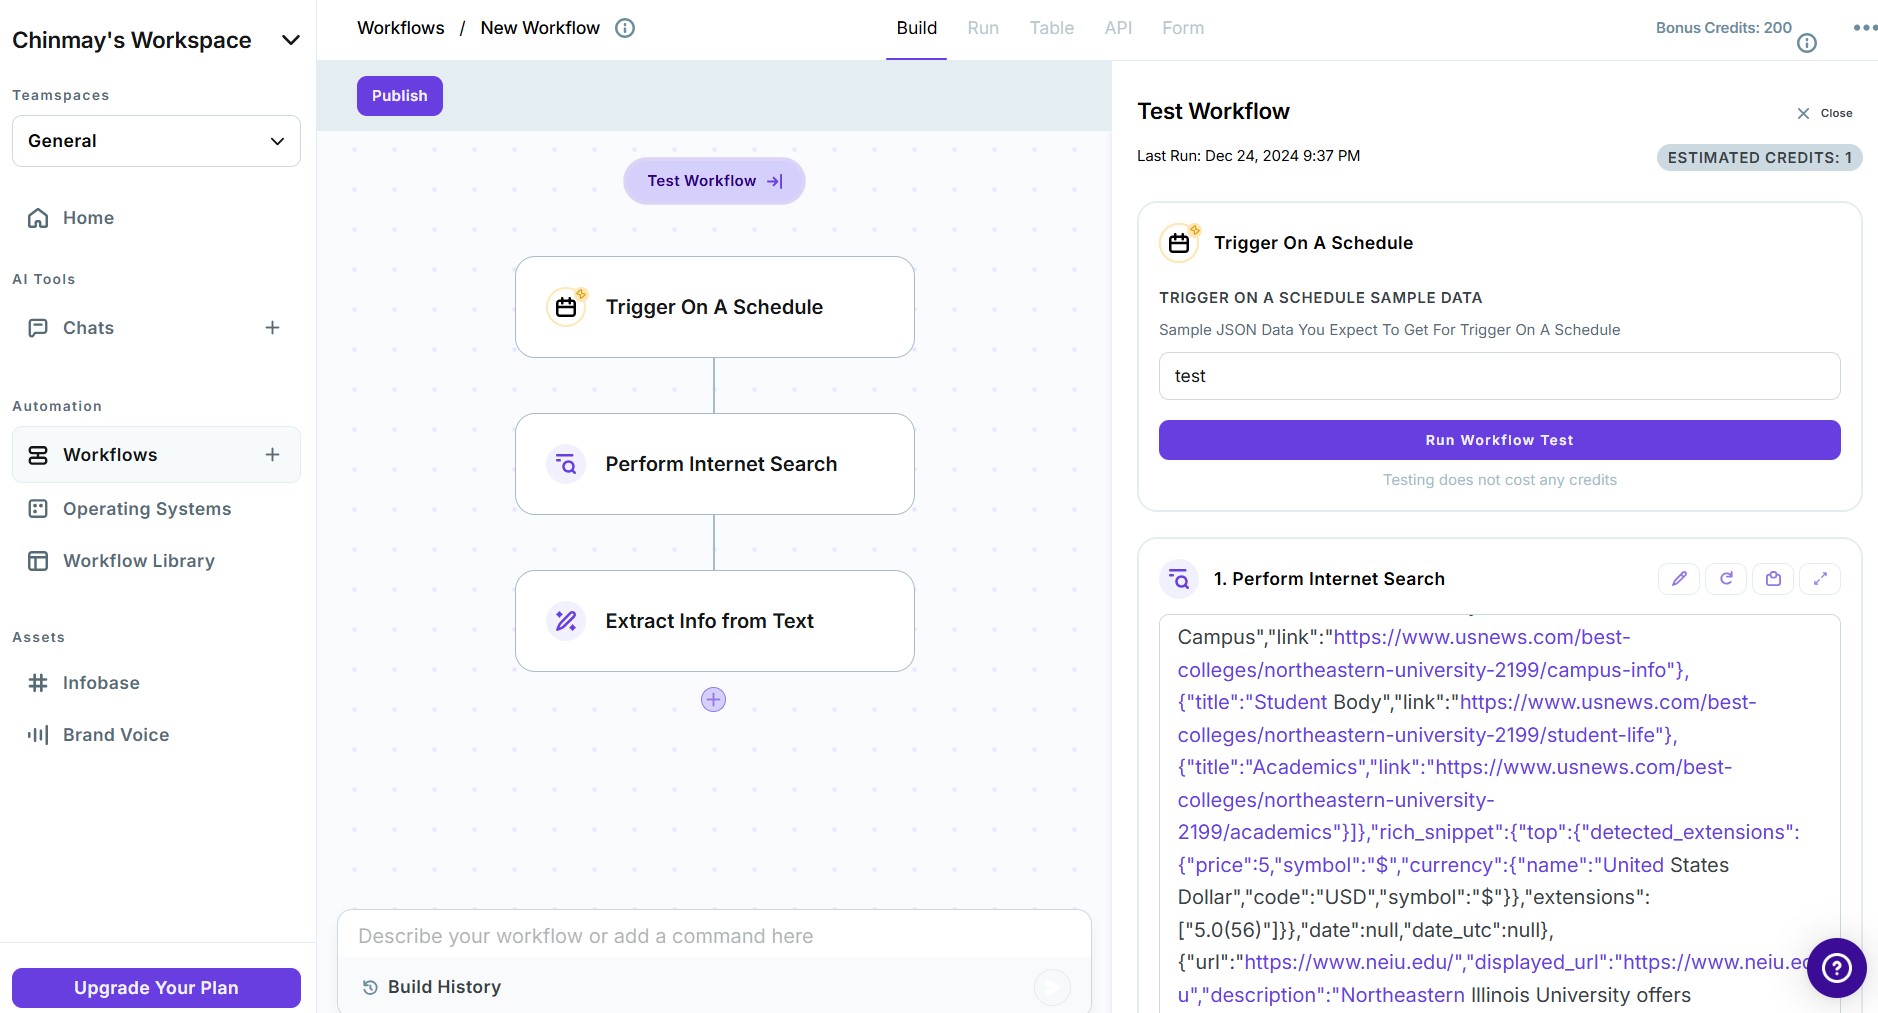 Chinmay's Workspace
Teamspaces
General
Home
AI Tools
Chats
Automation
Workflows
Operating Systems
Workflow Library
Assets
Infobase
Brand Voice
Upgrade Your Plan
Workflows / New Workflow
Build
Run
Table
API
Form
Bonus Credits: 200
Publish
Test Workflow
Trigger On A Schedule
Perform Internet Search
Extract Info from Text
Describe your workflow or add a command here
Build History
Test Workflow
Close
Last Run: Dec 24, 2024 9:37 PM
ESTIMATED CREDITS: 1
Trigger On A Schedule
TRIGGER ON A SCHEDULE SAMPLE DATA
Sample JSON Data You Expect To Get For Trigger On A Schedule
test
Run Workflow Test
Testing does not cost any credits
1. Perform Internet Search
Campus","link":"https://www.usnews.com/best-
colleges/northeastern-university-2199/campus-info"},
{"title":"Student Body","link":"https://www.usnews.com/best-
colleges/northeastern-university-2199/student-life"},
{"title":"Academics","link":"https://www.usnews.com/best-
colleges/northeastern-university-
2199/academics"}]},"rich_snippet":{"top":{"detected_extensions":
{"price":5,"symbol":"$","currency":{"name":"United States
Dollar","code":"USD","symbol":"$"}},"extensions":
["5.0(56)"]}},"date":null,"date_utc":null},
{"url":"https://www.neiu.edu/","displayed_url":"https://www.neiu.ed
u","description":"Northeastern Illinois University offers